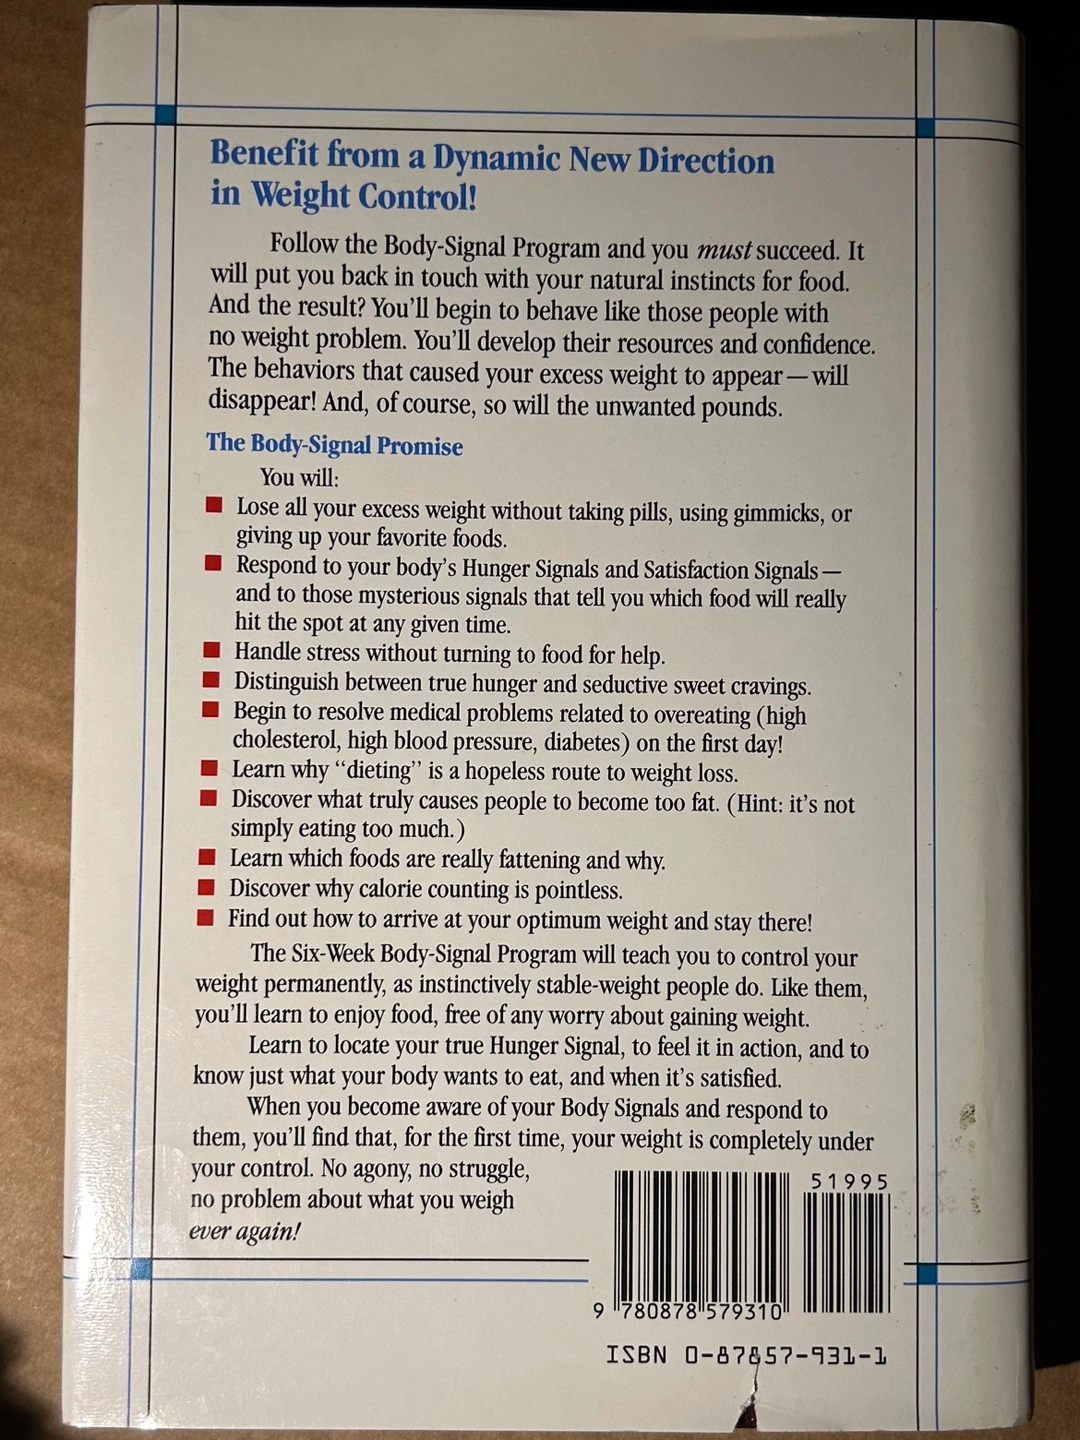 Benefit from a Dynamic New Direction
in Weight Control!
Follow the Body-Signal Program and you must succeed. It
will put you back in touch with your natural instincts for food.
And the result? You'll begin to behave like those people with
no weight problem. You'll develop their resources and confidence.
The behaviors that caused your excess weight to appear—will
disappear! And, of course, so will the unwanted pounds.
The Body-Signal Promise
You will:
■ Lose all your excess weight without taking pills, using gimmicks, or
giving up your favorite foods.
■ Respond to your body's Hunger Signals and Satisfaction Signals—
and to those mysterious signals that tell you which food will really
hit the spot at any given time.
■ Handle stress without turning to food for help.
■ Distinguish between true hunger and seductive sweet cravings.
■ Begin to resolve medical problems related to overeating (high
cholesterol, high blood pressure, diabetes) on the first day!
■ Learn why “dieting” is a hopeless route to weight loss.
■ Discover what truly causes people to become too fat. (Hint: it's not
simply eating too much.)
■ Learn which foods are really fattening and why.
■ Discover why calorie counting is pointless.
■ Find out how to arrive at your optimum weight and stay there!
The Six-Week Body-Signal Program will teach you to control your
weight permanently, as instinctively stable-weight people do. Like them,
you'll learn to enjoy food, free of any worry about gaining weight.
Learn to locate your true Hunger Signal, to feel it in action, and to
know just what your body wants to eat, and when it's satisfied.
When you become aware of your Body Signals and respond to
them, you'll find that, for the first time, your weight is completely under
your control. No agony, no struggle,
no problem about what you weigh
ever again!
51995
9 780878 579310
ISBN 0-87857-931-1